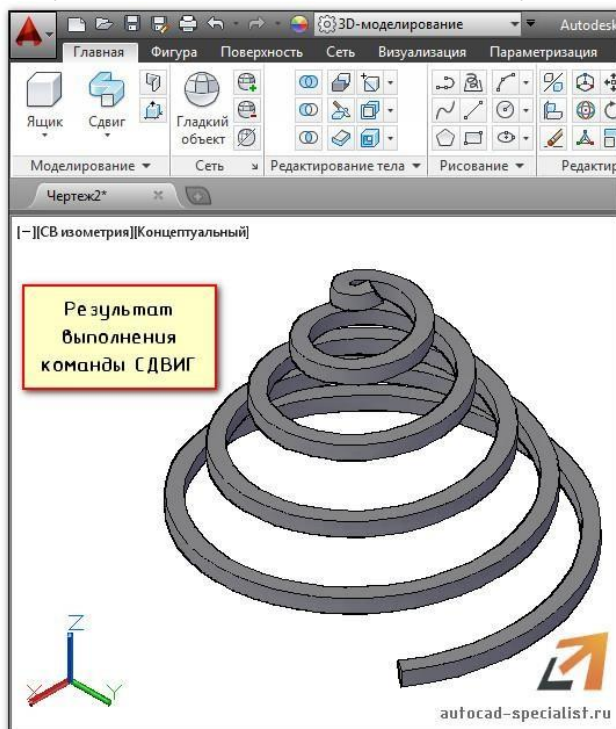 3D-моделирование
Autodesk
Главная Фигура Поверхность Сеть Визуализация Параметризация
Ящик
Сдвиг
Гладкий
объект
Моделирование
Сеть
Редактирование тела
Рисование
Редактир
Чертеж2*
[–][СВ изометрия][Концептуальный]
Результат
выполнения
команды СДВИГ
Z
X
Y
autocad-specialist.ru